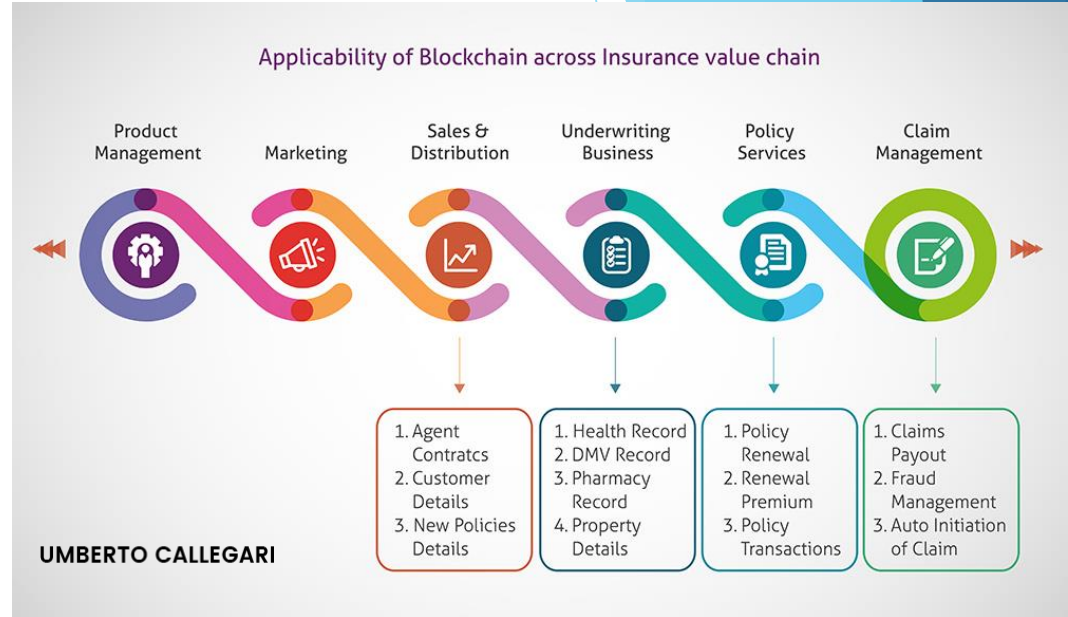 Applicability of Blockchain across Insurance value chain
Product
Management
Marketing
Sales &
Distribution
Underwriting
Business
Policy
Services
Claim
Management
1. Agent
Contratcs
2. Customer
Details
3. New Policies
Details
1. Health Record
2. DMV Record
3. Pharmacy
Record
4. Property
Details
1. Policy
Renewal
2. Renewal
Premium
3. Policy
Transactions
1. Claims
Payout
2. Fraud
Management
3. Auto Initiation
of Claim
UMBERTO CALLEGARI